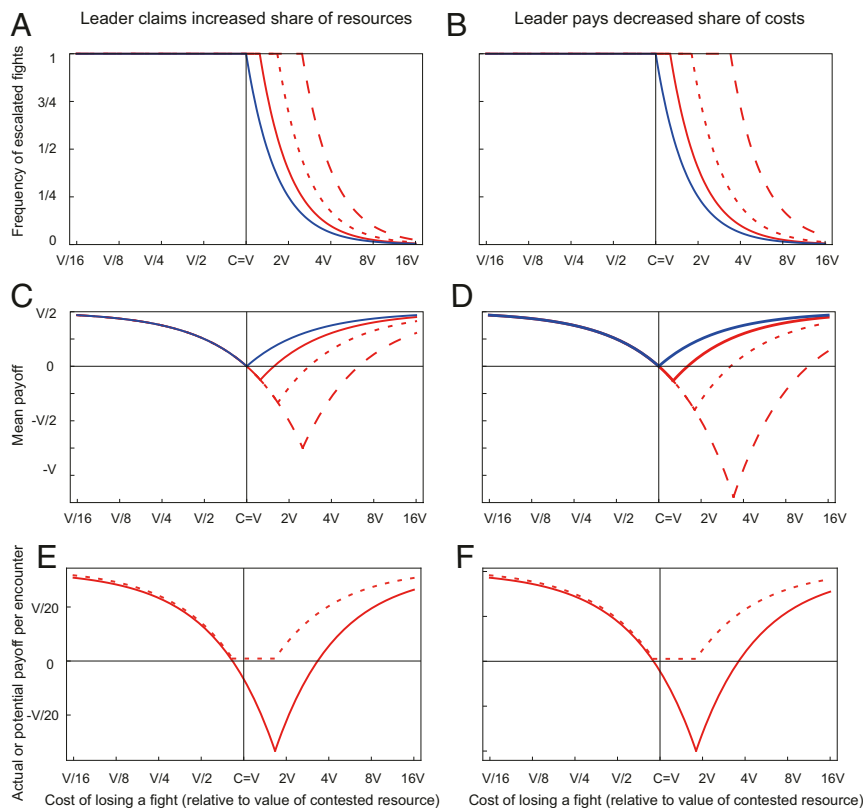 Leader claims increased share of resources
Leader pays decreased share of costs
A
B
Frequency of escalated fights
1
3/4
1/2
1/4
0
V/16 V/8 V/4 V/2 C=V 2V 4V 8V 16V
V/16 V/8 V/4 V/2 C=V 2V 4V 8V 16V
C
D
Mean payoff
V/2
0
-V/2
-V
V/16 V/8 V/4 V/2 C=V 2V 4V 8V 16V
V/16 V/8 V/4 V/2 C=V 2V 4V 8V 16V
E
F
Actual or potential payoff per encounter
V/20
0
-V/20
V/16 V/8 V/4 V/2 C=V 2V 4V 8V 16V
V/16 V/8 V/4 V/2 C=V 2V 4V 8V 16V
Cost of losing a fight (relative to value of contested resource)
Cost of losing a fight (relative to value of contested resource)